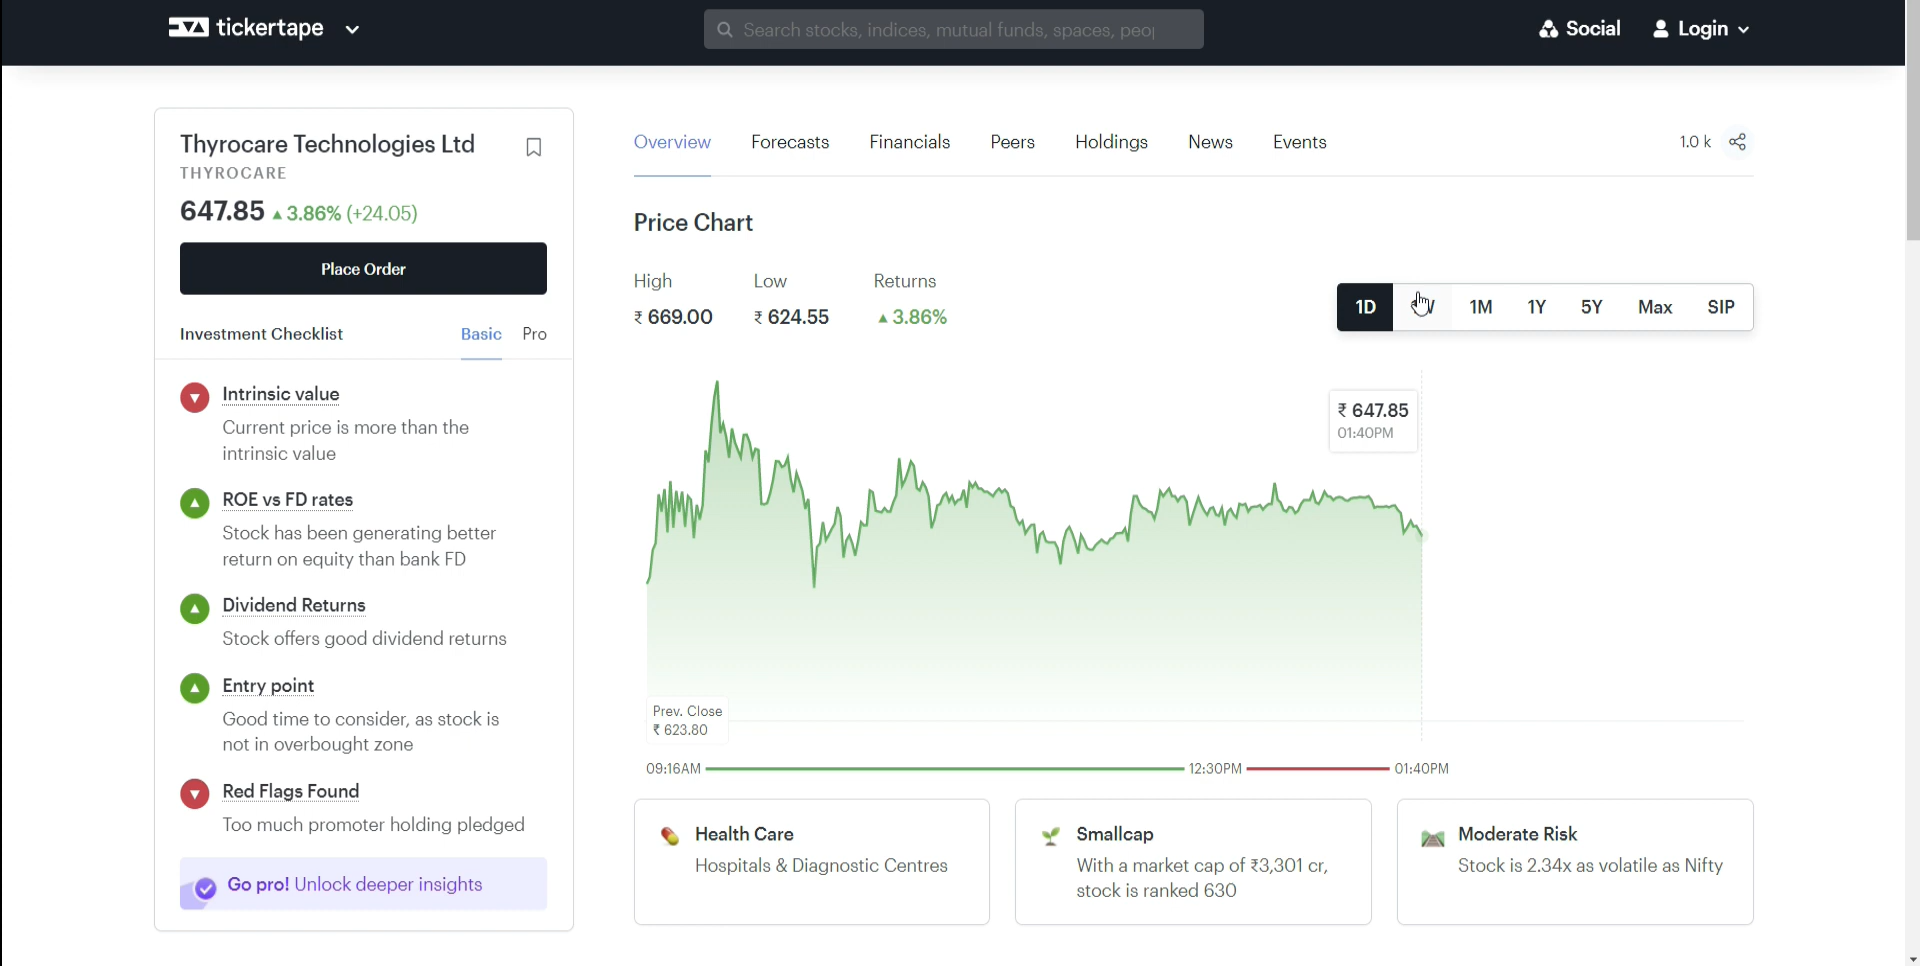 tickertape
Search stocks, indices, mutual funds, spaces, peo
Social
Login
Thyrocare Technologies Ltd
THYROCARE
647.85 ▲ 3.86% (+24.05)
Place Order
Investment Checklist
Basic
Pro
Intrinsic value
Current price is more than the
intrinsic value
ROE vs FD rates
Stock has been generating better
return on equity than bank FD
Dividend Returns
Stock offers good dividend returns
Entry point
Good time to consider, as stock is
not in overbought zone
Red Flags Found
Too much promoter holding pledged
Go pro! Unlock deeper insights
Overview Forecasts Financials Peers Holdings News Events
1.0 k
Price Chart
High Low Returns
₹ 669.00 ₹ 624.55 ▲ 3.86%
1D 1M 1Y 5Y Max SIP
₹ 647.85
01:40PM
Prev. Close
₹ 623.80
09:16AM 12:30PM 01:40PM
Health Care
Hospitals & Diagnostic Centres
Smallcap
With a market cap of ₹3,301 cr,
stock is ranked 630
Moderate Risk
Stock is 2.34x as volatile as Nifty